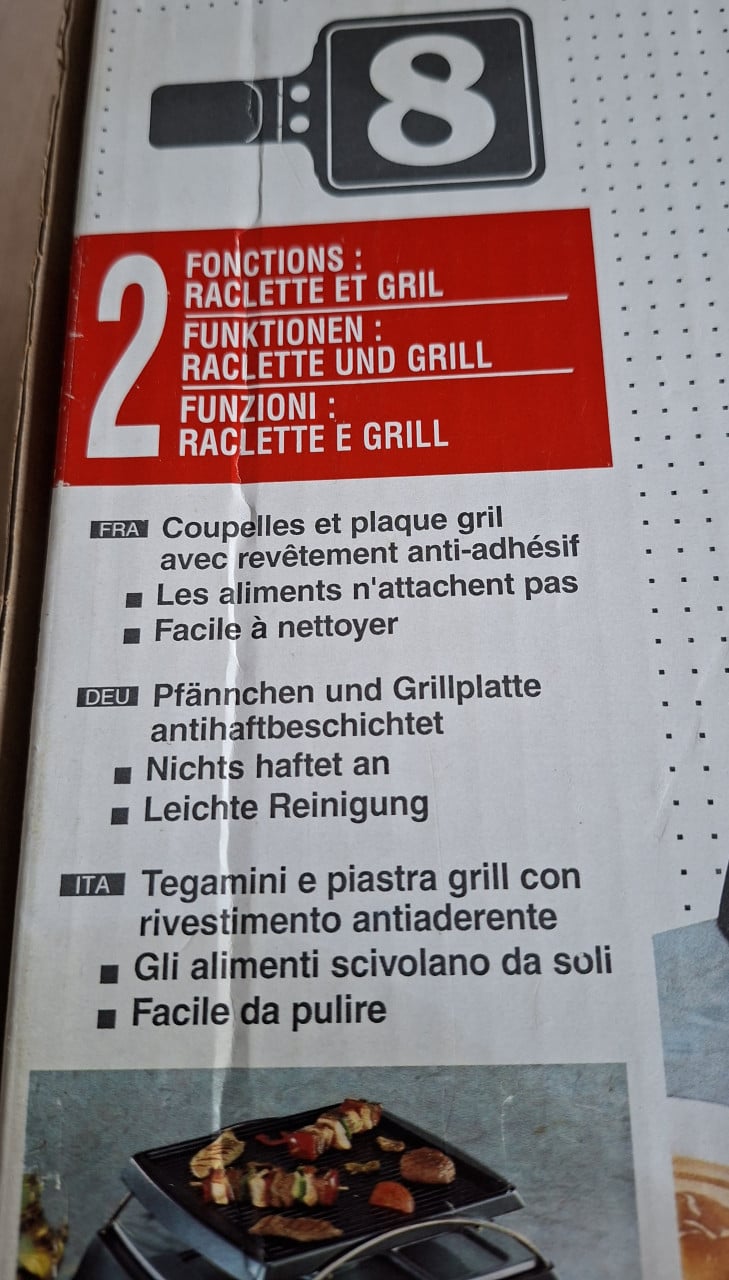 8
2
FONCTIONS :
RACLETTE ET GRIL
FUNKTIONEN :
RACLETTE UND GRILL
FUNZIONI :
RACLETTE E GRILL
FRA Coupelles et plaque gril
avec revêtement anti-adhésif
Les aliments n'attachent pas
Facile à nettoyer
DEU Pfännchen und Grillplatte
antihaftbeschichtet
Nichts haftet an
Leichte Reinigung
ITA Tegamini e piastra grill con
rivestimento antiaderente
Gli alimenti scivolano da soli
Facile da pulire